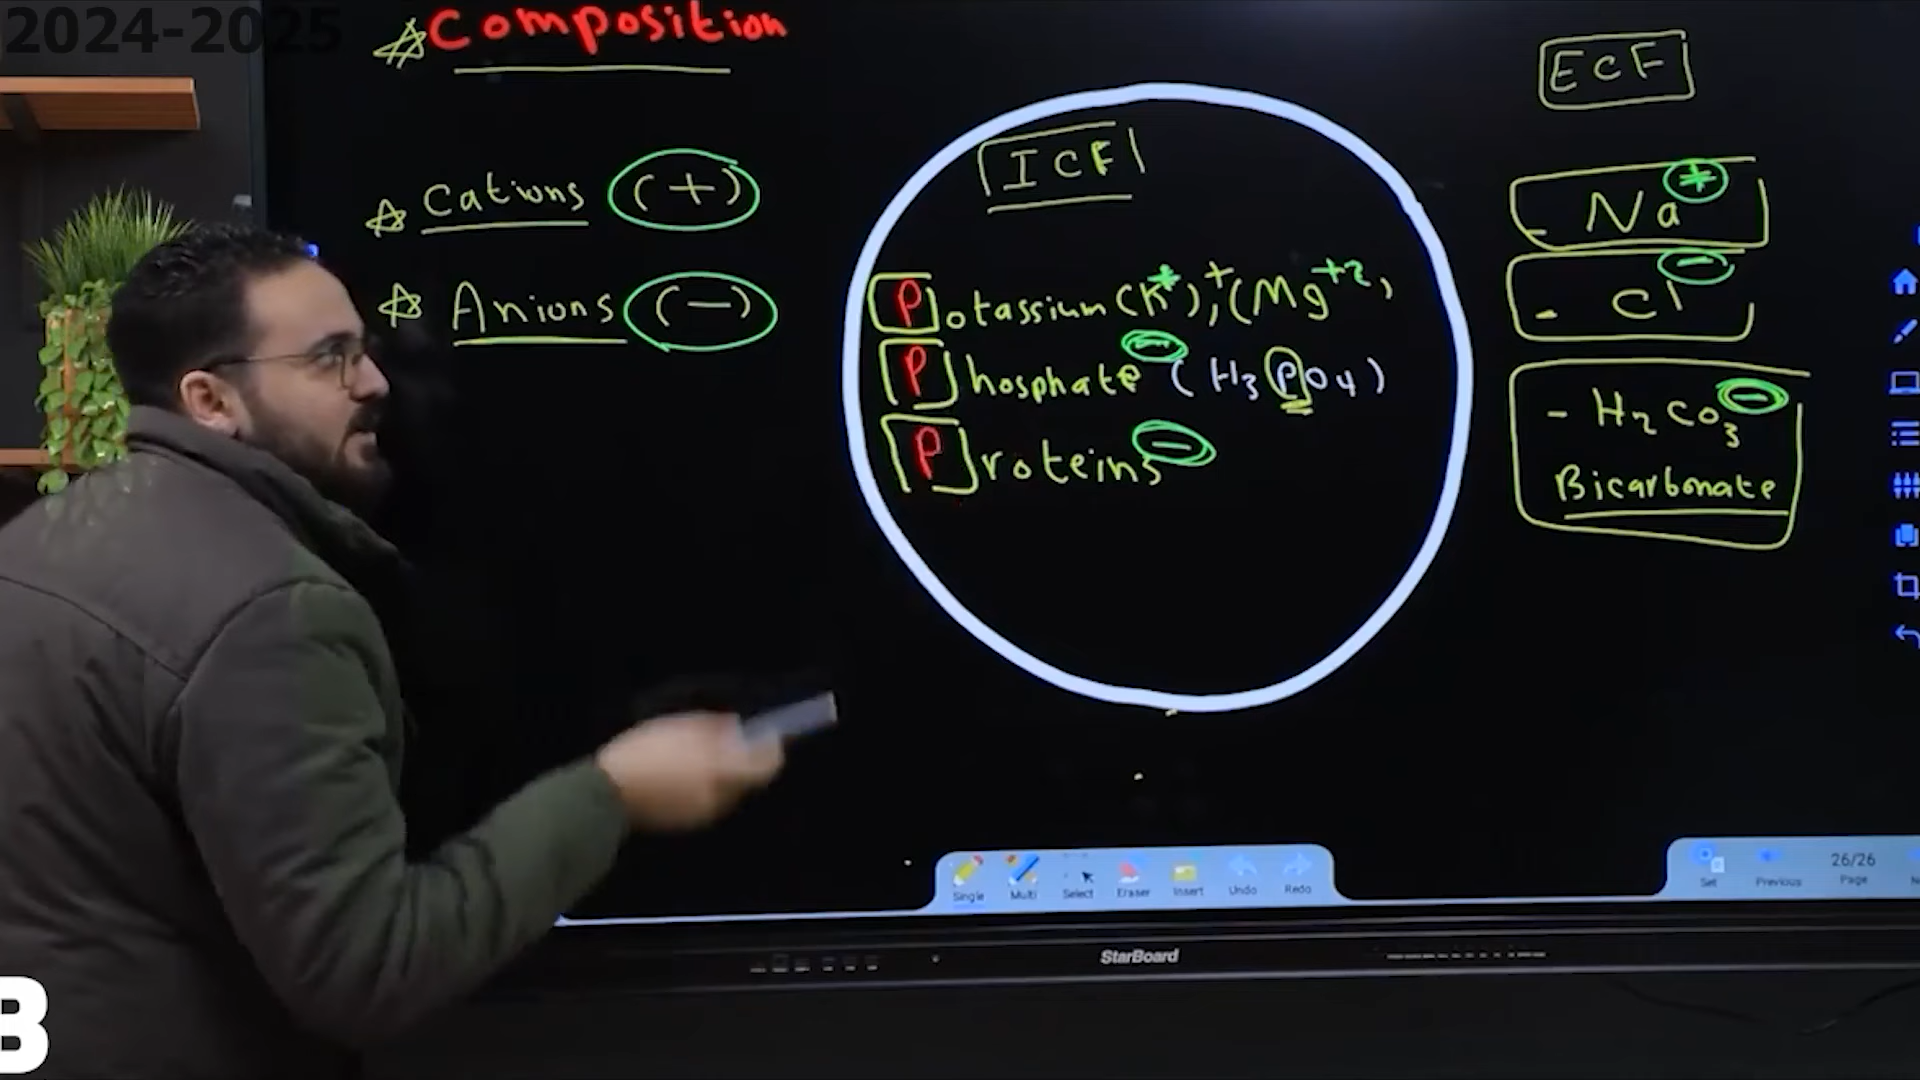 2024-2025
☆ Composition
☆ Cations (+)
☆ Anions (-)
ICF
Potassium (K+), + (Mg+2)
Phosphate - (H3PO4)
Proteins -
ECF
- Na+
- Cl-
- H2CO3-
Bicarbonate
Single Multi Select Eraser Insert Undo Redo
Set Previous 26/26 Page
StarBoard
B